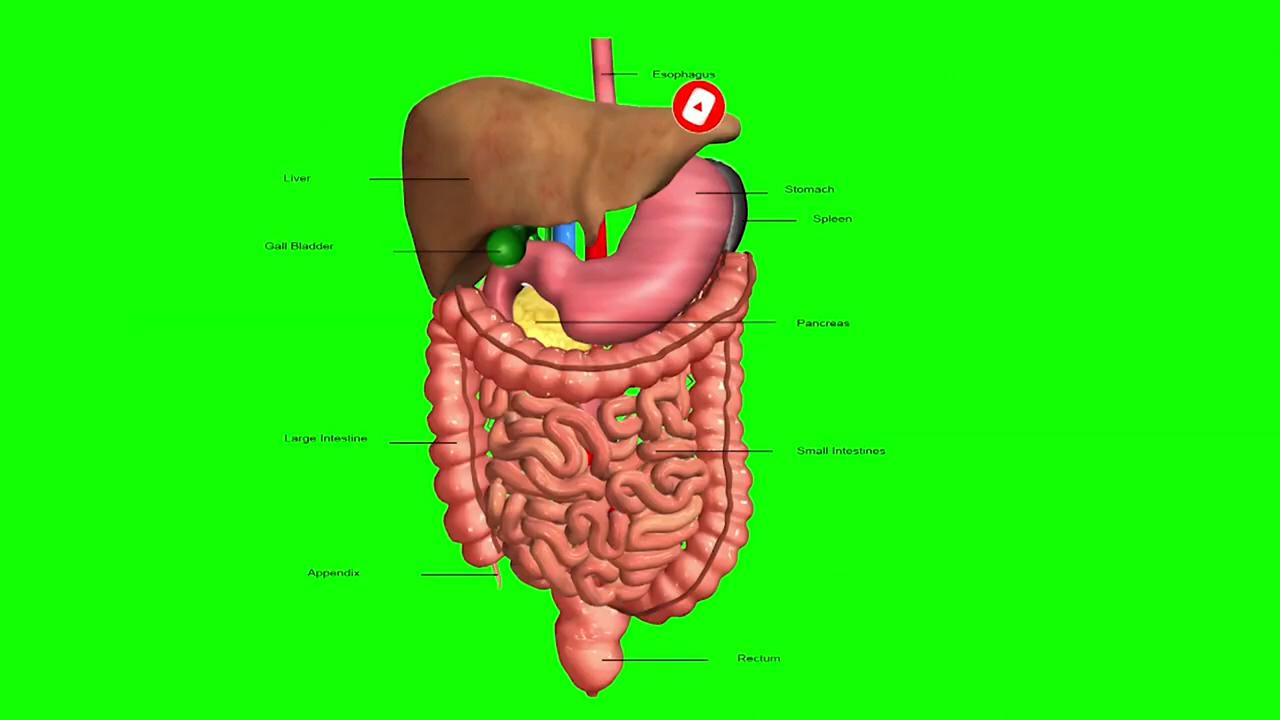 Esophagus
Liver
Stomach
Spleen
Gall Bladder
Pancreas
Large Intestine
Small Intestines
Appendix
Rectum